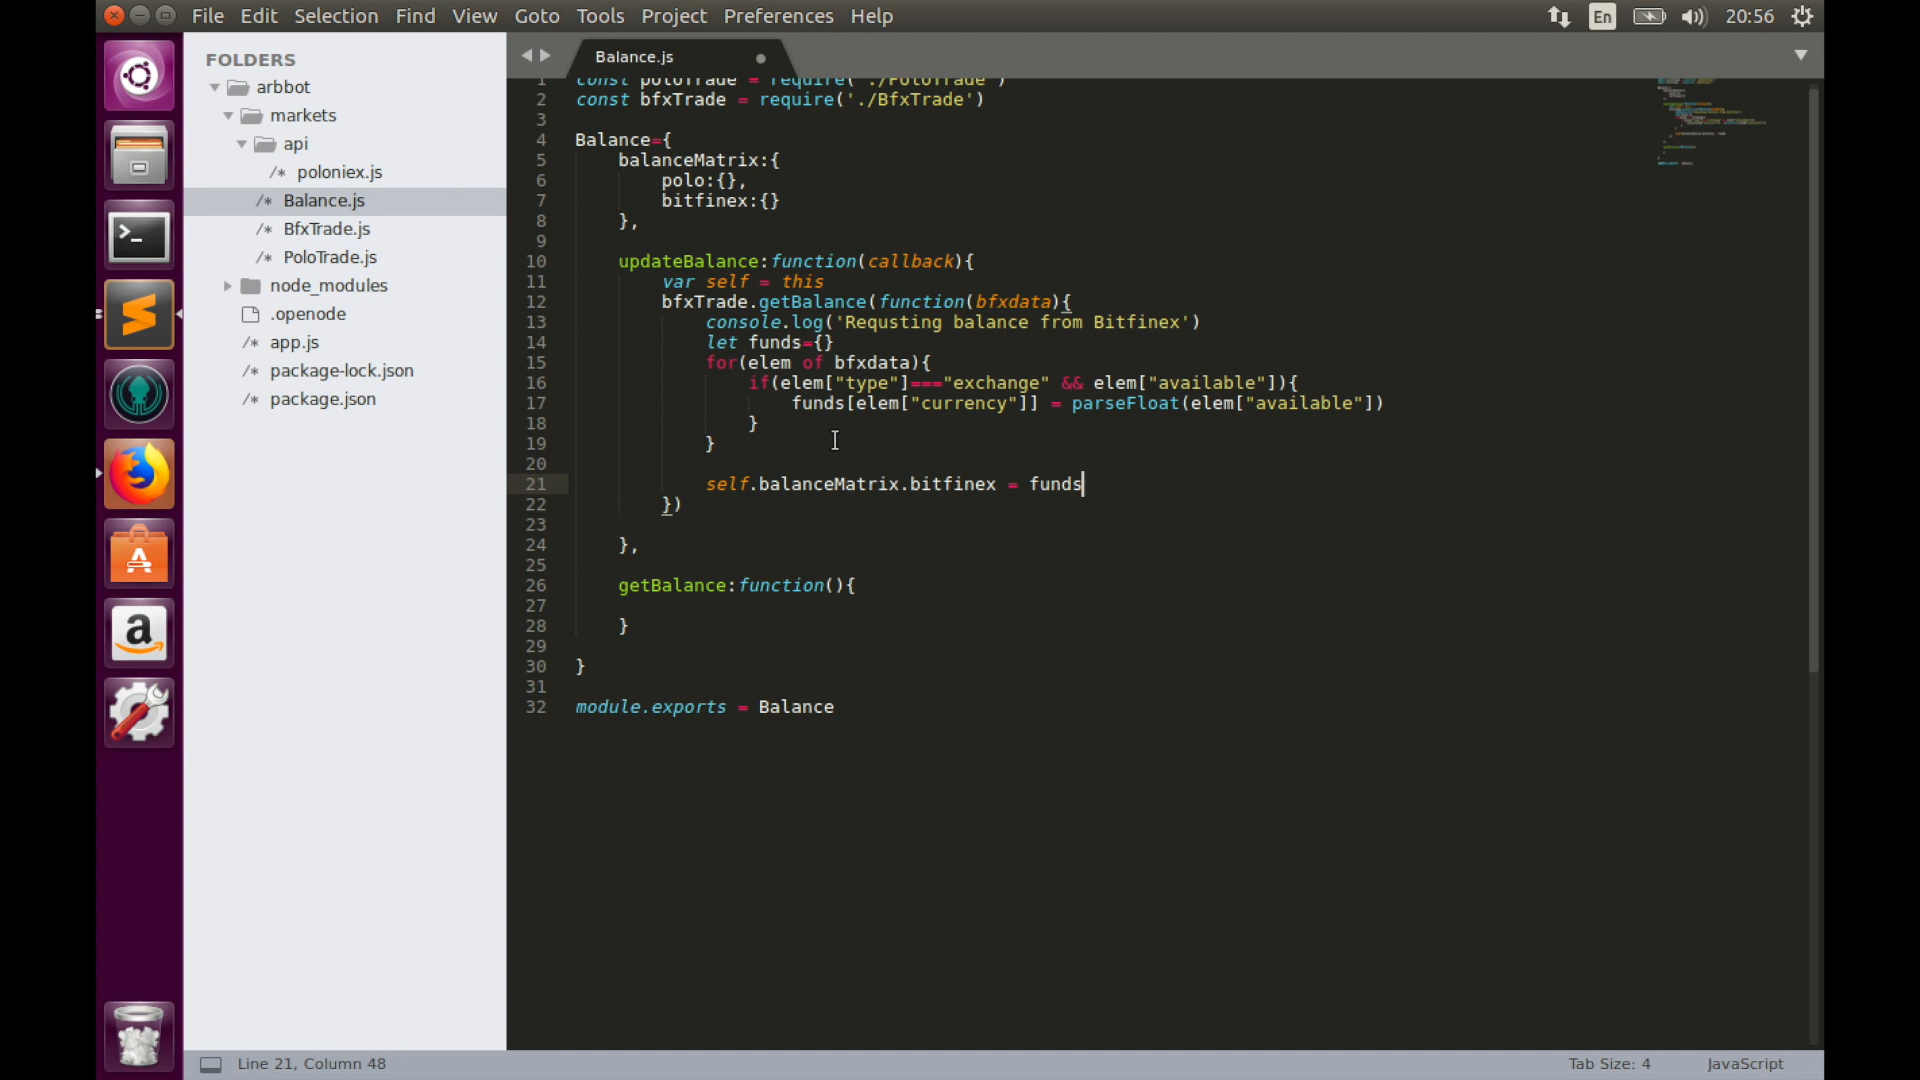 File Edit Selection Find View Goto Tools Project Preferences Help
En 20:56
FOLDERS
arbbot
markets
api
/* poloniex.js
/* Balance.js
/* BfxTrade.js
/* PoloTrade.js
node_modules
.openode
/* app.js
/* package-lock.json
/* package.json
Balance.js
1 const poloTrade = require('./PoloTrade')
2 const bfxTrade = require('./BfxTrade')
3
4 Balance={
5 balanceMatrix:{
6 polo:{},
7 bitfinex:{}
8 },
9
10 updateBalance:function(callback){
11 var self = this
12 bfxTrade.getBalance(function(bfxdata){
13 console.log('Requsting balance from Bitfinex')
14 let funds={}
15 for(elem of bfxdata){
16 if(elem["type"]==="exchange" && elem["available"]){
17 funds[elem["currency"]] = parseFloat(elem["available"])
18 }
19 }
20
21 self.balanceMatrix.bitfinex = funds
22 })
23
24 },
25
26 getBalance:function(){
27
28 }
29
30 }
31
32 module.exports = Balance
Line 21, Column 48
Tab Size: 4
JavaScript